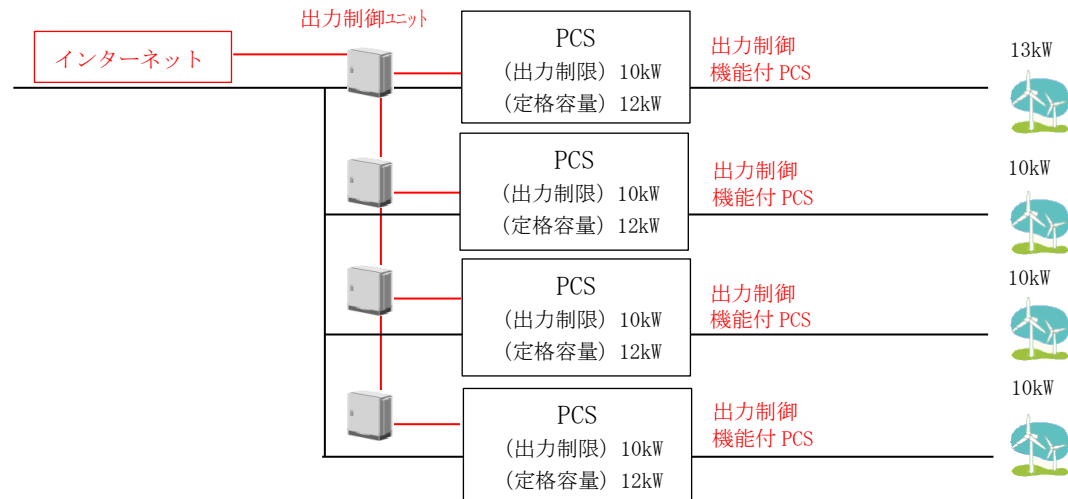 出力制御ユニット
インターネット
PCS
(出力制限) 10kW
(定格容量) 12kW
出力制御
機能付 PCS
13kW
PCS
(出力制限) 10kW
(定格容量) 12kW
出力制御
機能付 PCS
10kW
PCS
(出力制限) 10kW
(定格容量) 12kW
出力制御
機能付 PCS
10kW
PCS
(出力制限) 10kW
(定格容量) 12kW
出力制御
機能付 PCS
10kW